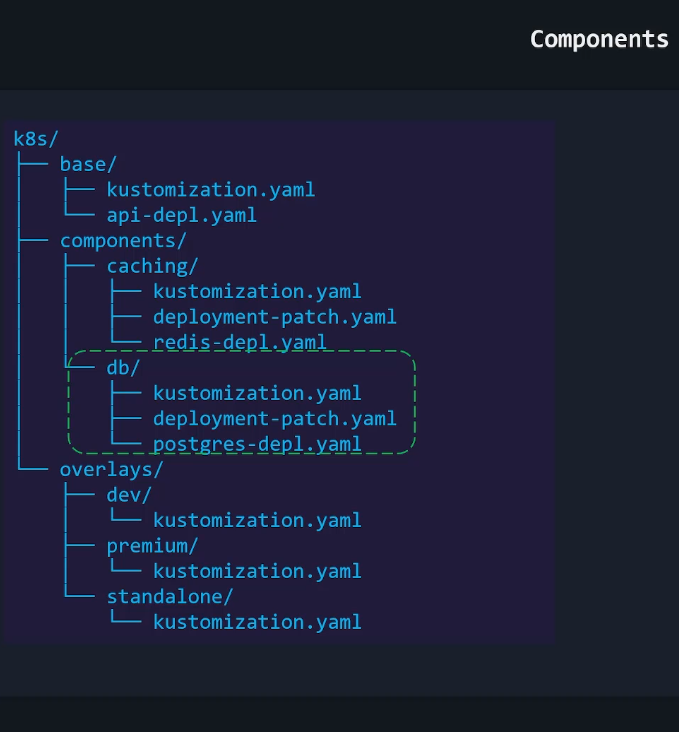 Components
k8s/
├── base/
│   ├── kustomization.yaml
│   └── api-depl.yaml
├── components/
│   ├── caching/
│   │   ├── kustomization.yaml
│   │   ├── deployment-patch.yaml
│   │   └── redis-depl.yaml
│   └── db/
│       ├── kustomization.yaml
│       ├── deployment-patch.yaml
│       └── postgres-depl.yaml
└── overlays/
    ├── dev/
    │   └── kustomization.yaml
    ├── premium/
    │   └── kustomization.yaml
    └── standalone/
        └── kustomization.yaml